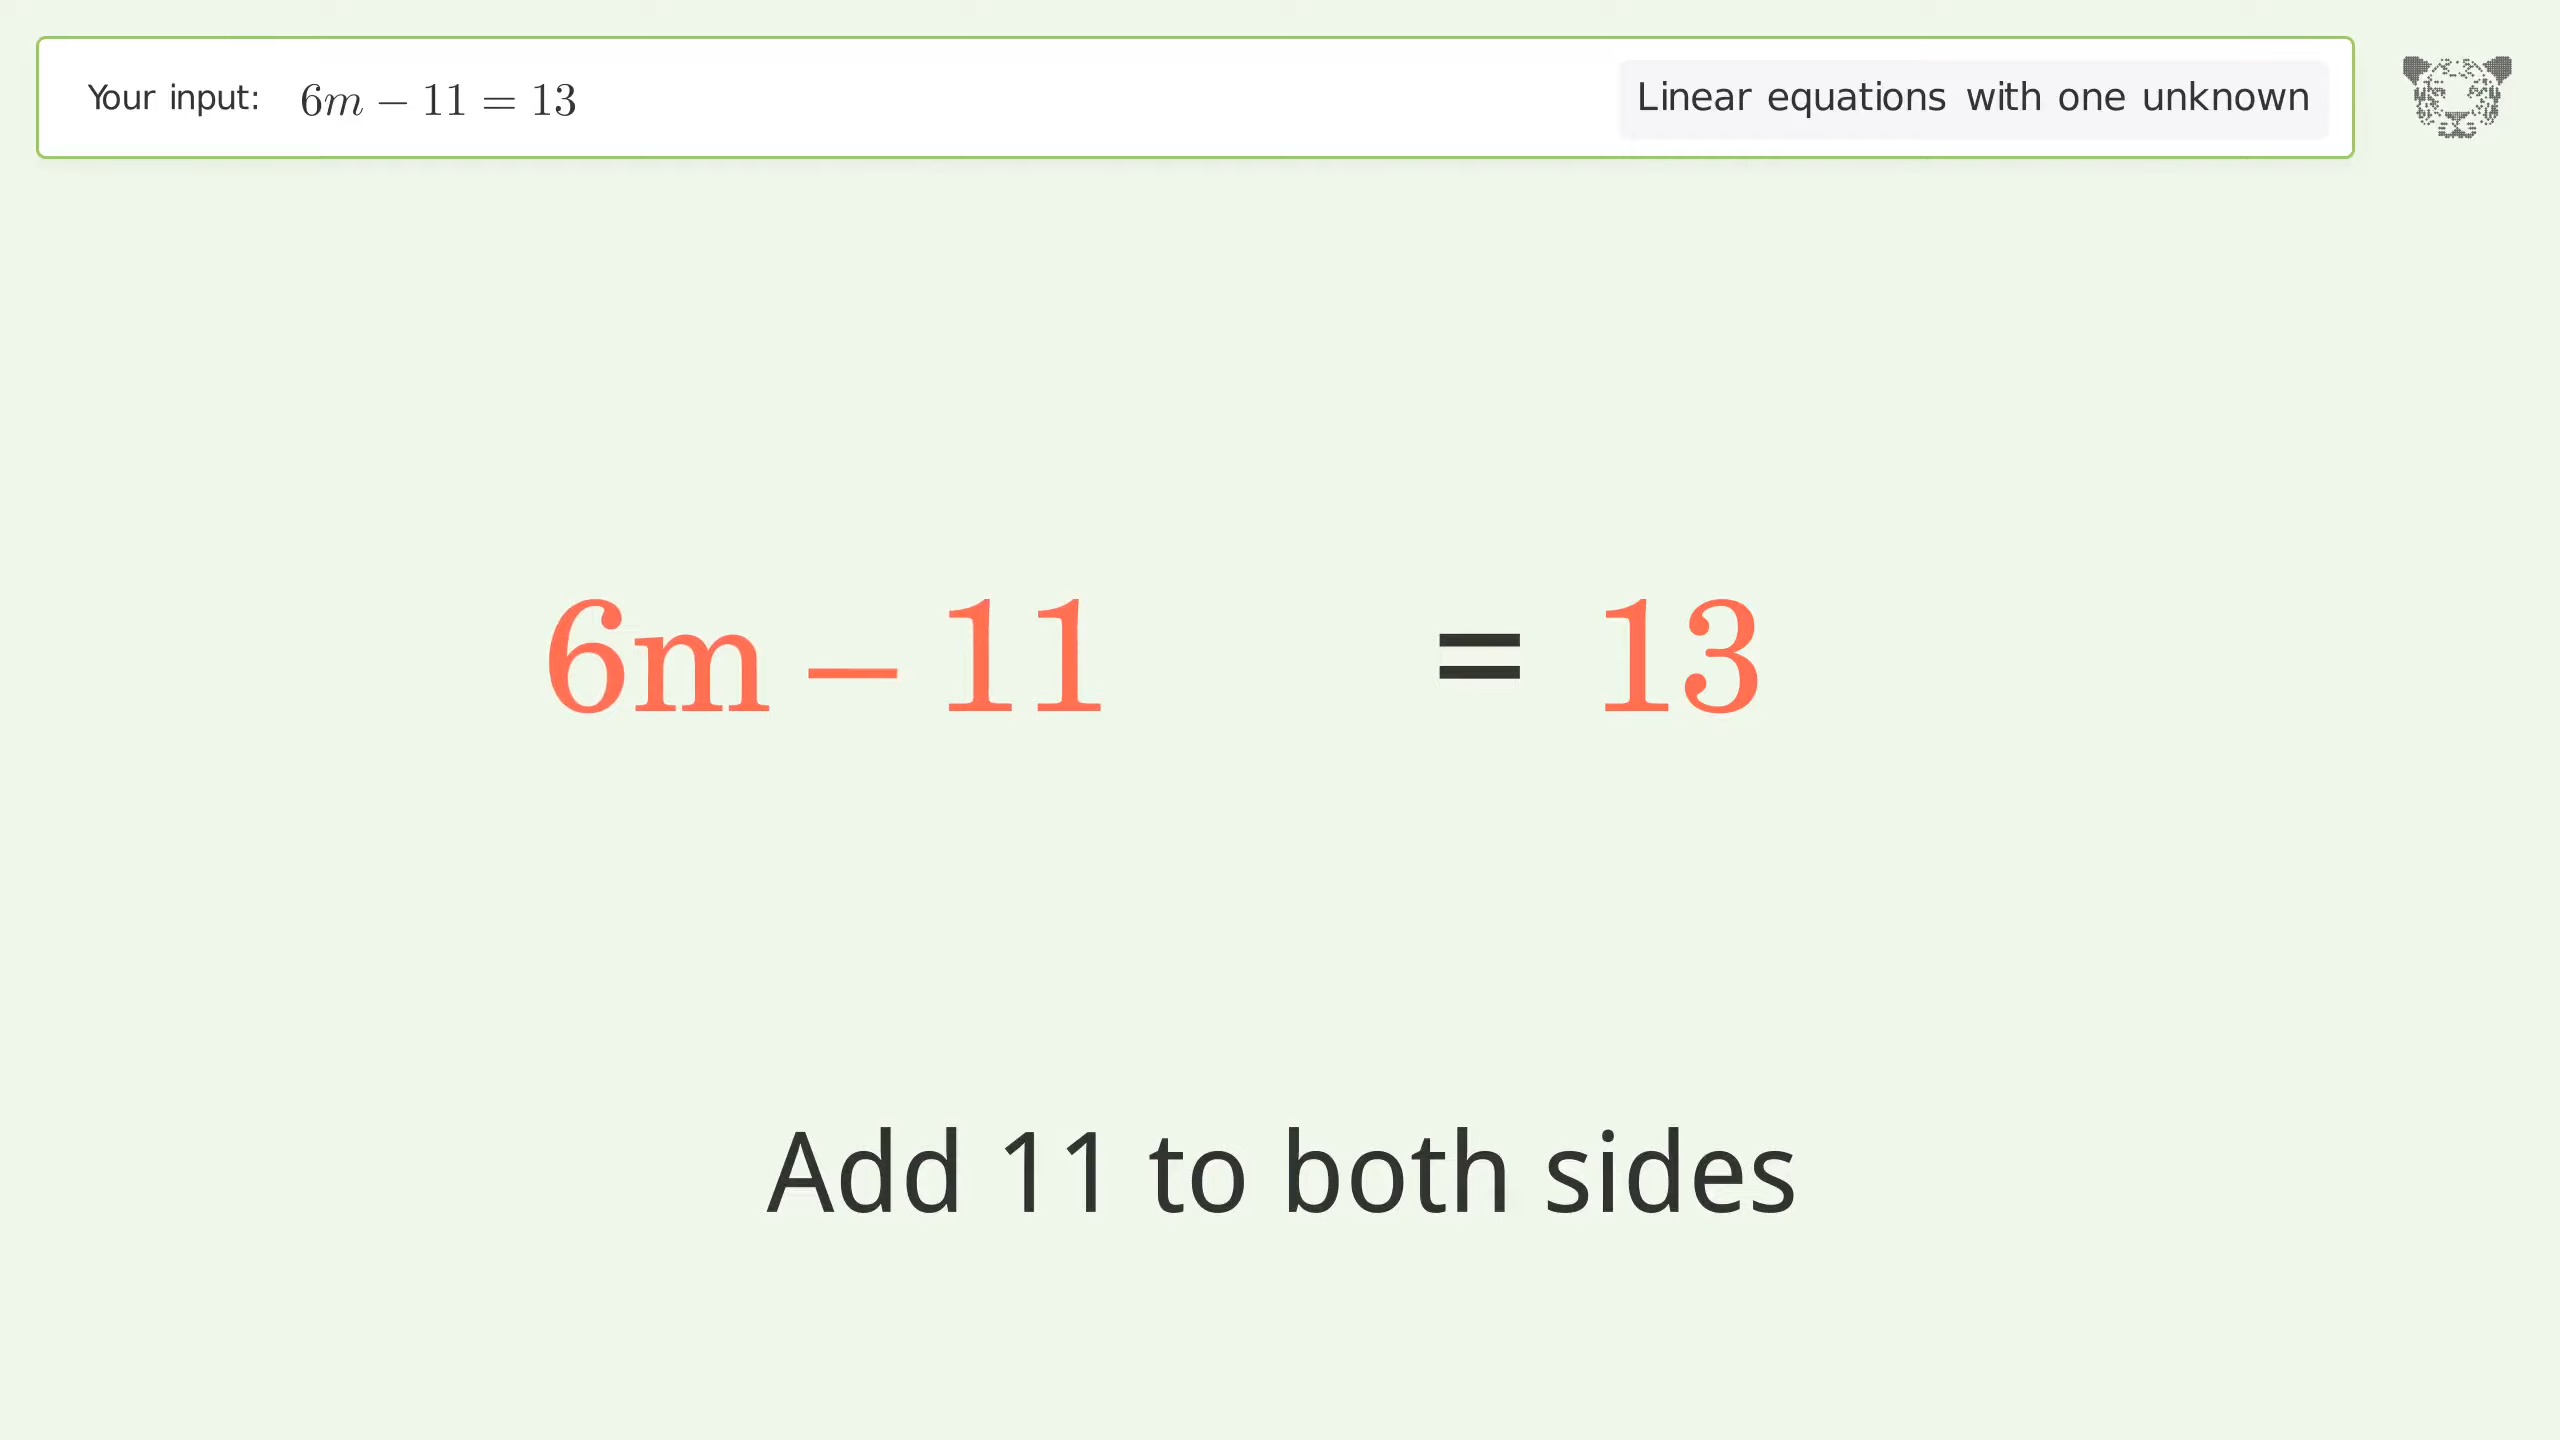 Your input: 6m − 11 = 13
Linear equations with one unknown
6m − 11 = 13
Add 11 to both sides